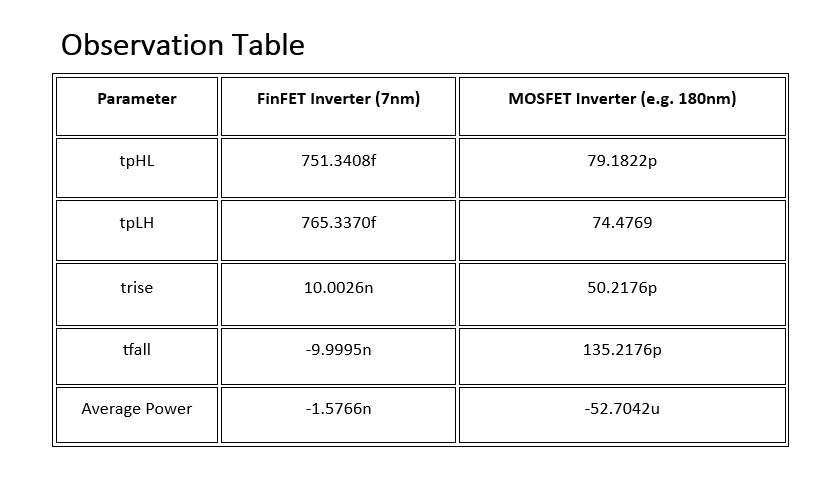 Observation Table
Parameter FinFET Inverter (7nm) MOSFET Inverter (e.g. 180nm)
tpHL 751.3408f 79.1822p
tpLH 765.3370f 74.4769
trise 10.0026n 50.2176p
tfall -9.9995n 135.2176p
Average Power -1.5766n -52.7042u